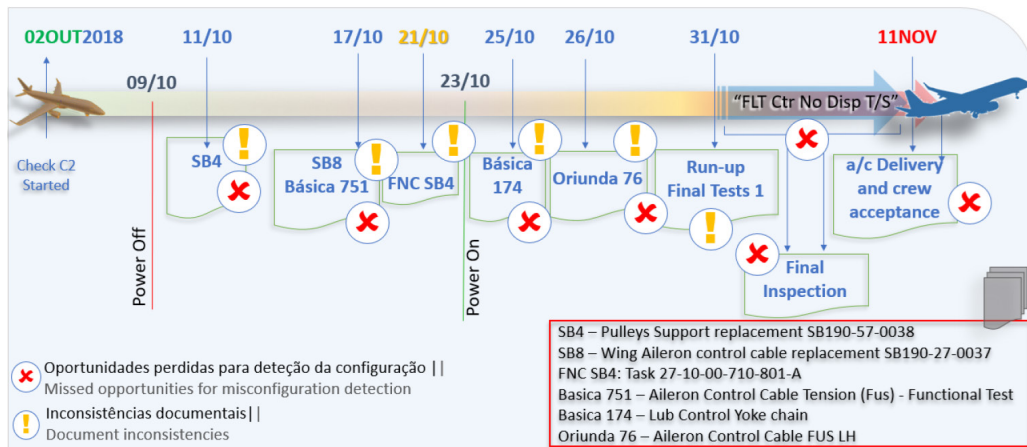 02OUT2018
11/10
17/10
21/10
25/10
26/10
31/10
11NOV
09/10
23/10
"FLT Ctr No Disp T/S"
Check C2
Started
Power Off
SB4
SB8
Básica 751
FNC SB4
Power On
Básica
174
Oriunda 76
Run-up
Final Tests 1
Final
Inspection
a/c Delivery
and crew
acceptance
Oportunidades perdidas para deteção da configuração ||
Missed opportunities for misconfiguration detection
Inconsistências documentais||
Document inconsistencies
SB4 – Pulleys Support replacement SB190-57-0038
SB8 – Wing Aileron control cable replacement SB190-27-0037
FNC SB4: Task 27-10-00-710-801-A
Basica 751 – Aileron Control Cable Tension (Fus) - Functional Test
Basica 174 – Lub Control Yoke chain
Oriunda 76 – Aileron Control Cable FUS LH